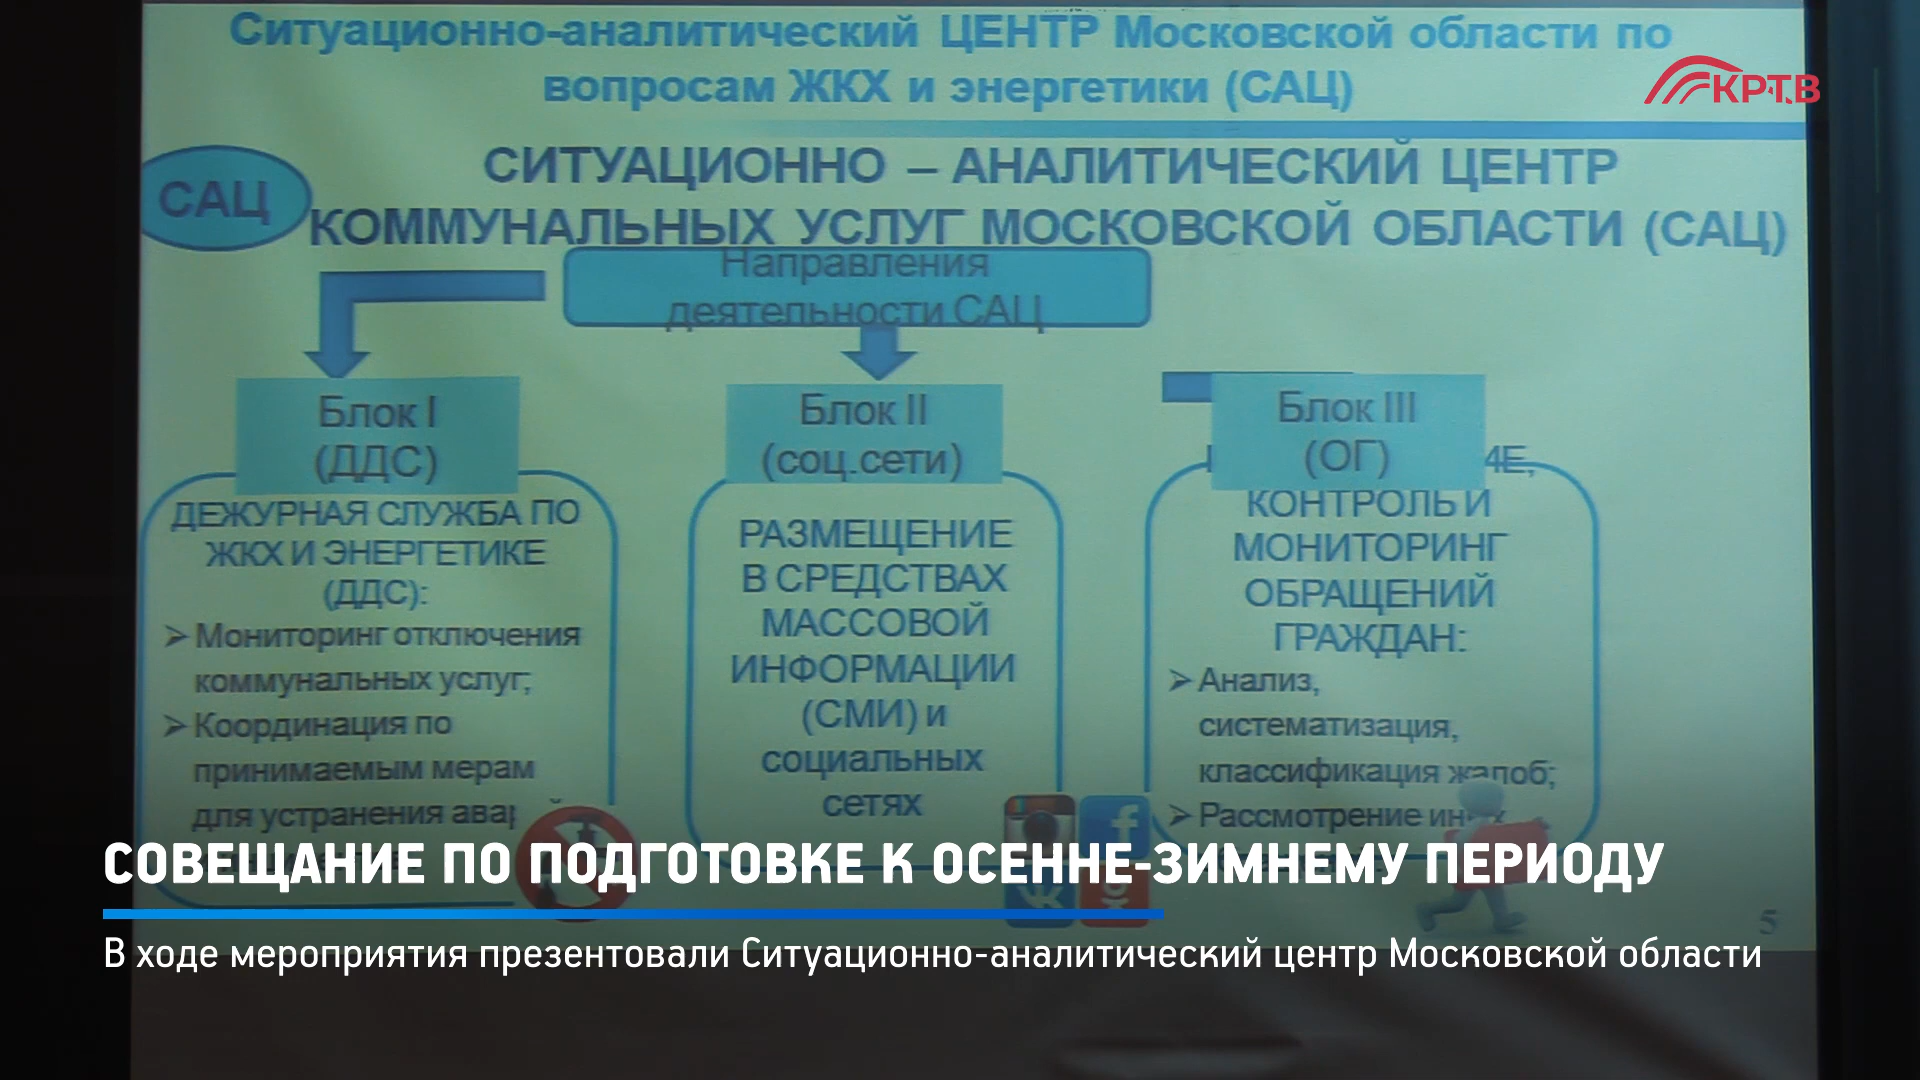 Ситуационно-аналитический ЦЕНТР Московской области по
вопросам ЖКХ и энергетики (САЦ)
КРТВ
САЦ
СИТУАЦИОННО – АНАЛИТИЧЕСКИЙ ЦЕНТР
КОММУНАЛЬНЫХ УСЛУГ МОСКОВСКОЙ ОБЛАСТИ (САЦ)
Направления
деятельности САЦ
Блок I
(ДДС)
ДЕЖУРНАЯ СЛУЖБА ПО
ЖКХ И ЭНЕРГЕТИКЕ
(ДДС):
➢ Мониторинг отключения
коммунальных услуг;
➢ Координация по
принимаемым мерам
для устранения
Блок II
(соц.сети)
РАЗМЕЩЕНИЕ
В СРЕДСТВАХ
МАССОВОЙ
ИНФОРМАЦИИ
(СМИ) и
социальных
сетях
Блок III
(ОГ)
КОНТРОЛЬ И
МОНИТОРИНГ
ОБРАЩЕНИЙ
ГРАЖДАН:
➢ Анализ,
систематизация,
классификация жалоб;
➢ Рассмотрение
5
СОВЕЩАНИЕ ПО ПОДГОТОВКЕ К ОСЕННЕ-ЗИМНЕМУ ПЕРИОДУ
В ходе мероприятия презентовали Ситуационно-аналитический центр Московской области